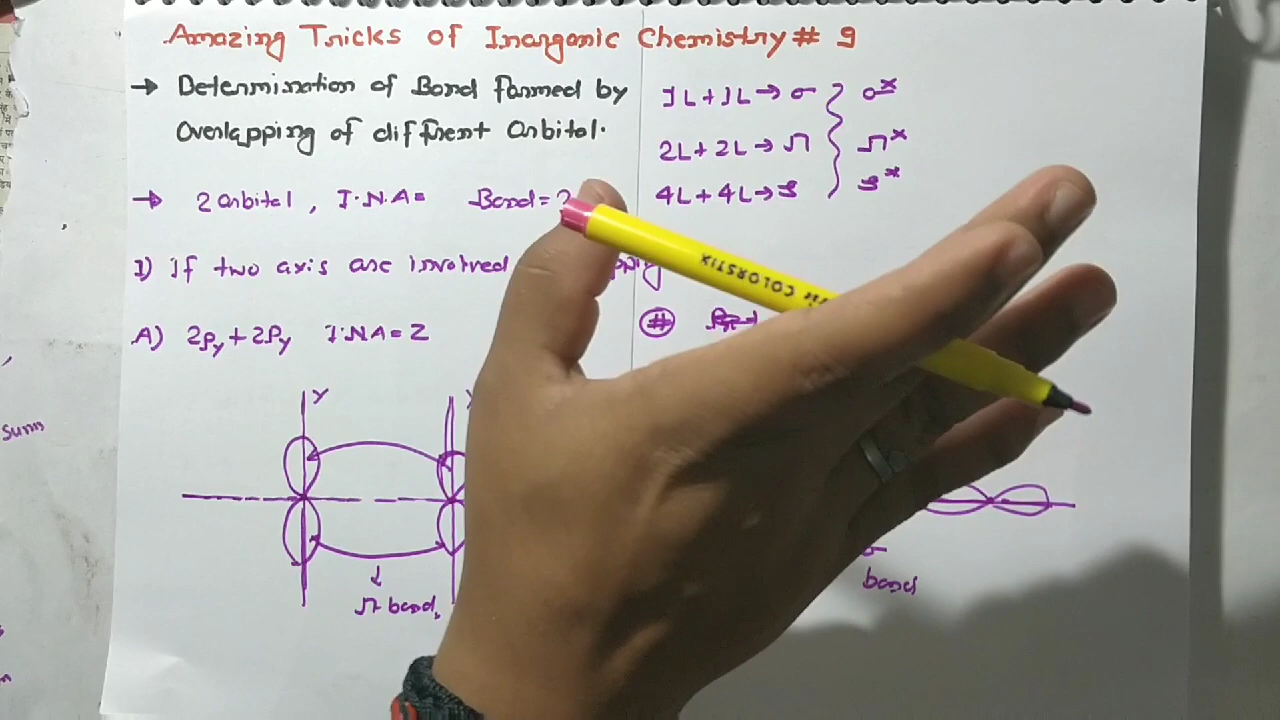 Amazing Tricks of Inorganic Chemistry # 9
→ Determination of Bond formed by
Overlapping of different Orbital.
→ 2 orbital, I.N.A = Bond = ?
1) If two axis are involved
A) 2Py + 2Py I.N.A = Z
Y
π bond,
1L + 1L → σ } σ*
2L + 2L → π } π*
4L + 4L → δ } δ*
#
σ
bond
COLORSTIX
Sum